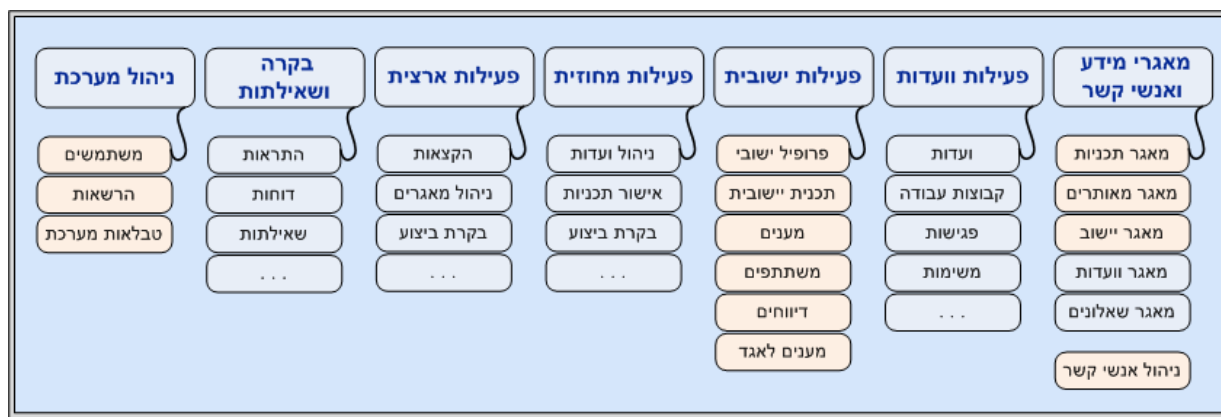 מאגרי מידע
ואנשי קשר
מאגר תכניות
מאגר מאותרים
מאגר יישוב
מאגר וועדות
מאגר שאלונים
ניהול אנשי קשר
פעילות וועדות
ועדות
קבוצות עבודה
פגישות
משימות
. . .
פעילות ישובית
פרופיל ישובי
תכנית יישובית
מענים
משתתפים
דיווחים
מענים לאגד
פעילות מחוזית
ניהול ועדות
אישור תכניות
בקרת ביצוע
. . .
פעילות ארצית
הקצאות
ניהול מאגרים
בקרת ביצוע
. . .
בקרה
ושאילתות
התראות
דוחות
שאילתות
. . .
ניהול מערכת
משתמשים
הרשאות
טבלאות מערכת